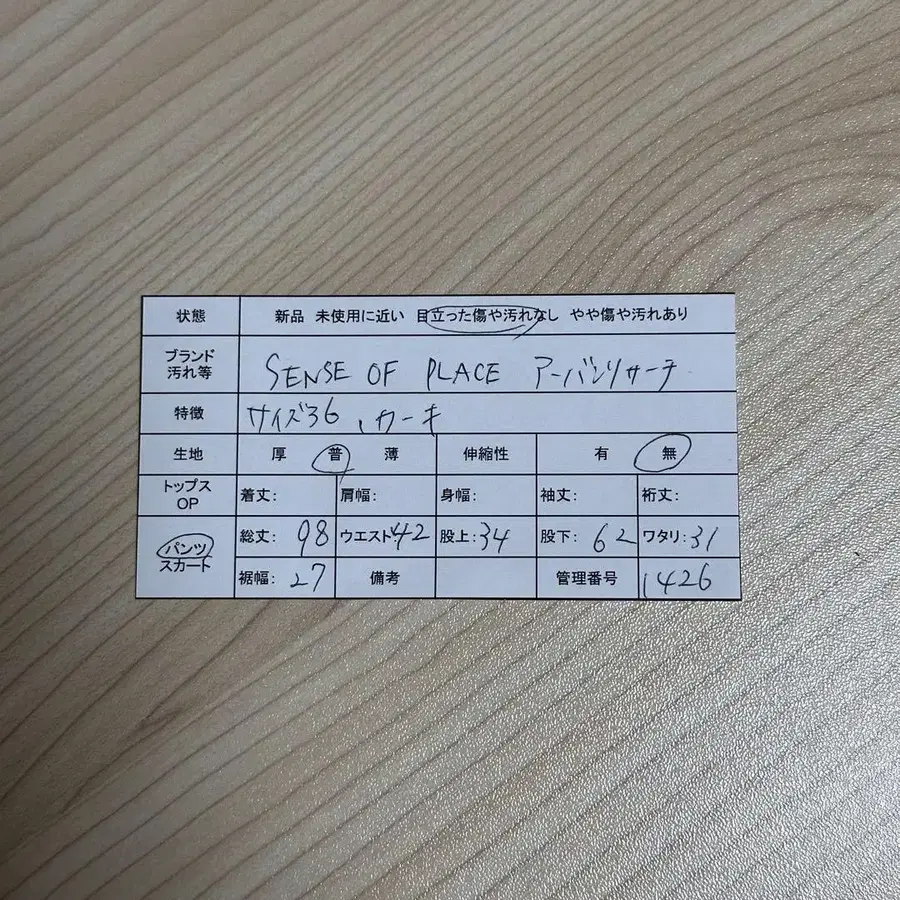 状態 新品 未使用に近い 目立った傷や汚れなし やや傷や汚れあり
ブランド
汚れ等 SENSE OF PLACE アーバンリサーチ
特徴 サイズ36、カーキ
生地 厚 普 薄 伸縮性 有 無
トップス
OP 着丈: 肩幅: 身幅: 袖丈: 裄丈:
パンツ
スカート 総丈: 98 ウエスト42 股上:34 股下: 62 ワタリ:31
裾幅: 27 備考 管理番号 1426